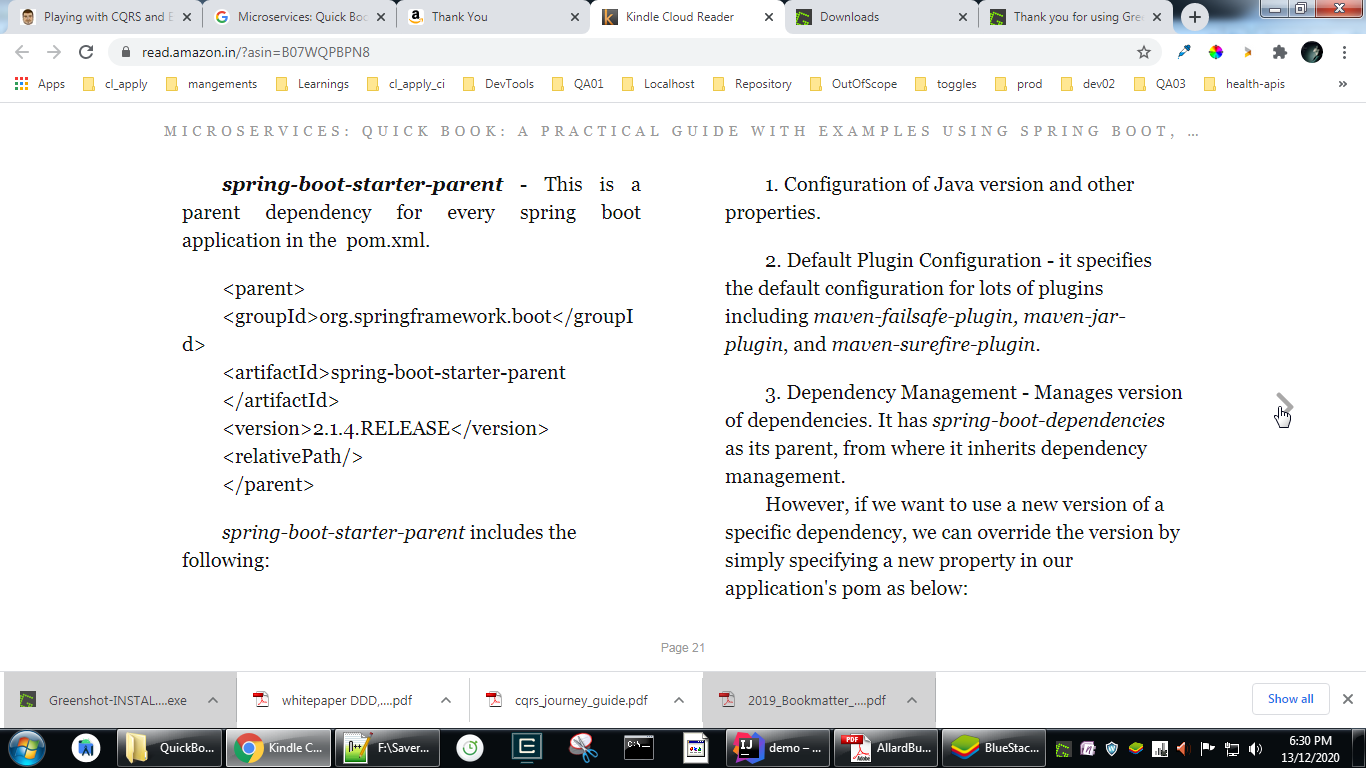 Playing with CQRS and E
Microservices: Quick Boo
Thank You
Kindle Cloud Reader
Downloads
Thank you for using Gree
read.amazon.in/?asin=B07WQPBPN8
Apps
cl_apply
mangements
Learnings
cl_apply_ci
DevTools
QA01
Localhost
Repository
OutOfScope
toggles
prod
dev02
QA03
health-apis
»
MICROSERVICES: QUICK BOOK: A PRACTICAL GUIDE WITH EXAMPLES USING SPRING BOOT, …
spring-boot-starter-parent - This is a
parent dependency for every spring boot
application in the pom.xml.
<parent>
<groupId>org.springframework.boot</groupI
d>
<artifactId>spring-boot-starter-parent
</artifactId>
<version>2.1.4.RELEASE</version>
<relativePath/>
</parent>
spring-boot-starter-parent includes the
following:
1. Configuration of Java version and other
properties.
2. Default Plugin Configuration - it specifies
the default configuration for lots of plugins
including maven-failsafe-plugin, maven-jar-
plugin, and maven-surefire-plugin.
3. Dependency Management - Manages version
of dependencies. It has spring-boot-dependencies
as its parent, from where it inherits dependency
management.
However, if we want to use a new version of a
specific dependency, we can override the version by
simply specifying a new property in our
application's pom as below:
Page 21
Greenshot-INSTAL....exe
whitepaper DDD,....pdf
cqrs_journey_guide.pdf
2019_Bookmatter_....pdf
Show all
QuickBo...
Kindle C...
F:\Saver...
demo – ...
AllardBu...
BlueStac...
6:30 PM
13/12/2020